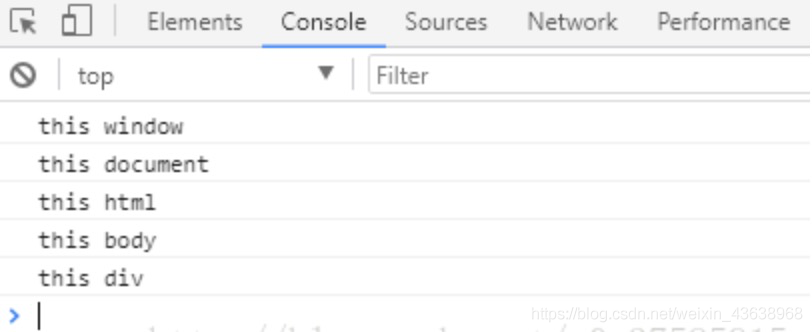 Elements Console Sources Network Performance
top Filter
this window
this document
this html
this body
this div
https://blog.csdn.net/weixin_43638968